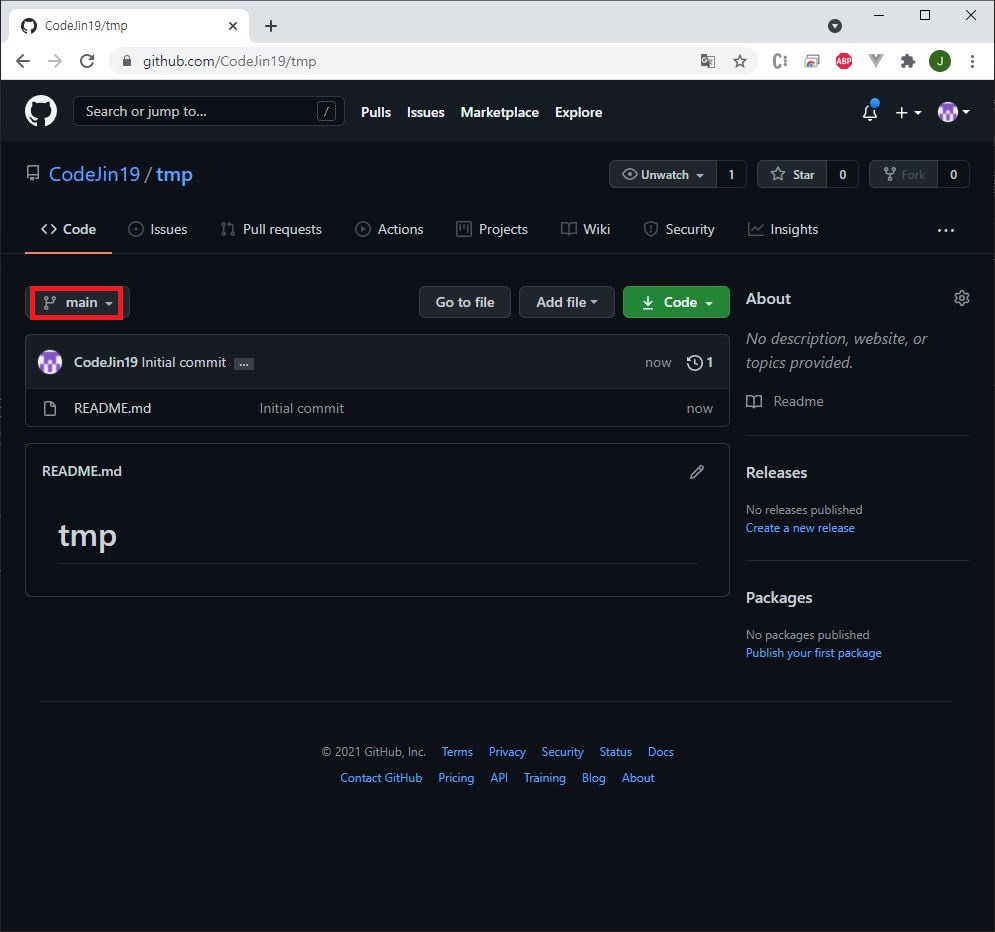 CodeJin19/tmp
github.com/CodeJin19/tmp
ABP
J
Search or jump to... /
Pulls Issues Marketplace Explore
CodeJin19 / tmp
Unwatch 1 Star 0 Fork 0
Code Issues Pull requests Actions Projects Wiki Security Insights ...
main Go to file Add file Code
CodeJin19 Initial commit ... now 1
README.md Initial commit now
README.md
tmp
About
No description, website, or
topics provided.
Readme
Releases
No releases published
Create a new release
Packages
No packages published
Publish your first package
© 2021 GitHub, Inc. Terms Privacy Security Status Docs
Contact GitHub Pricing API Training Blog About